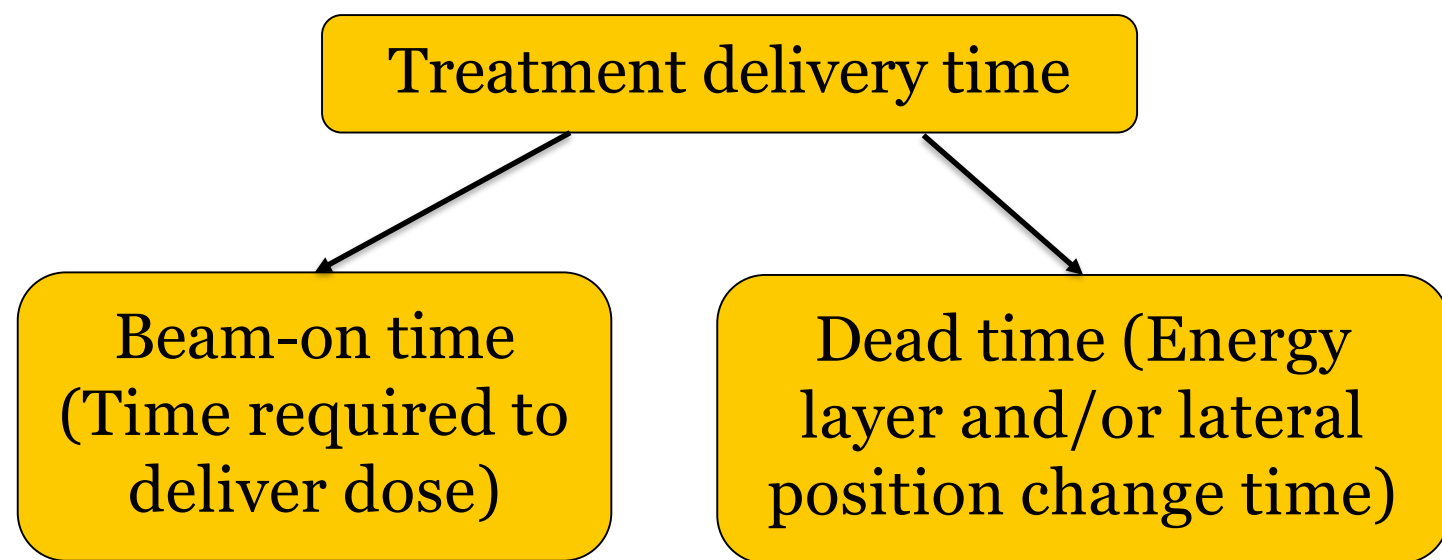 Treatment delivery time
Beam-on time
(Time required to
deliver dose)
Dead time (Energy
layer and/or lateral
position change time)